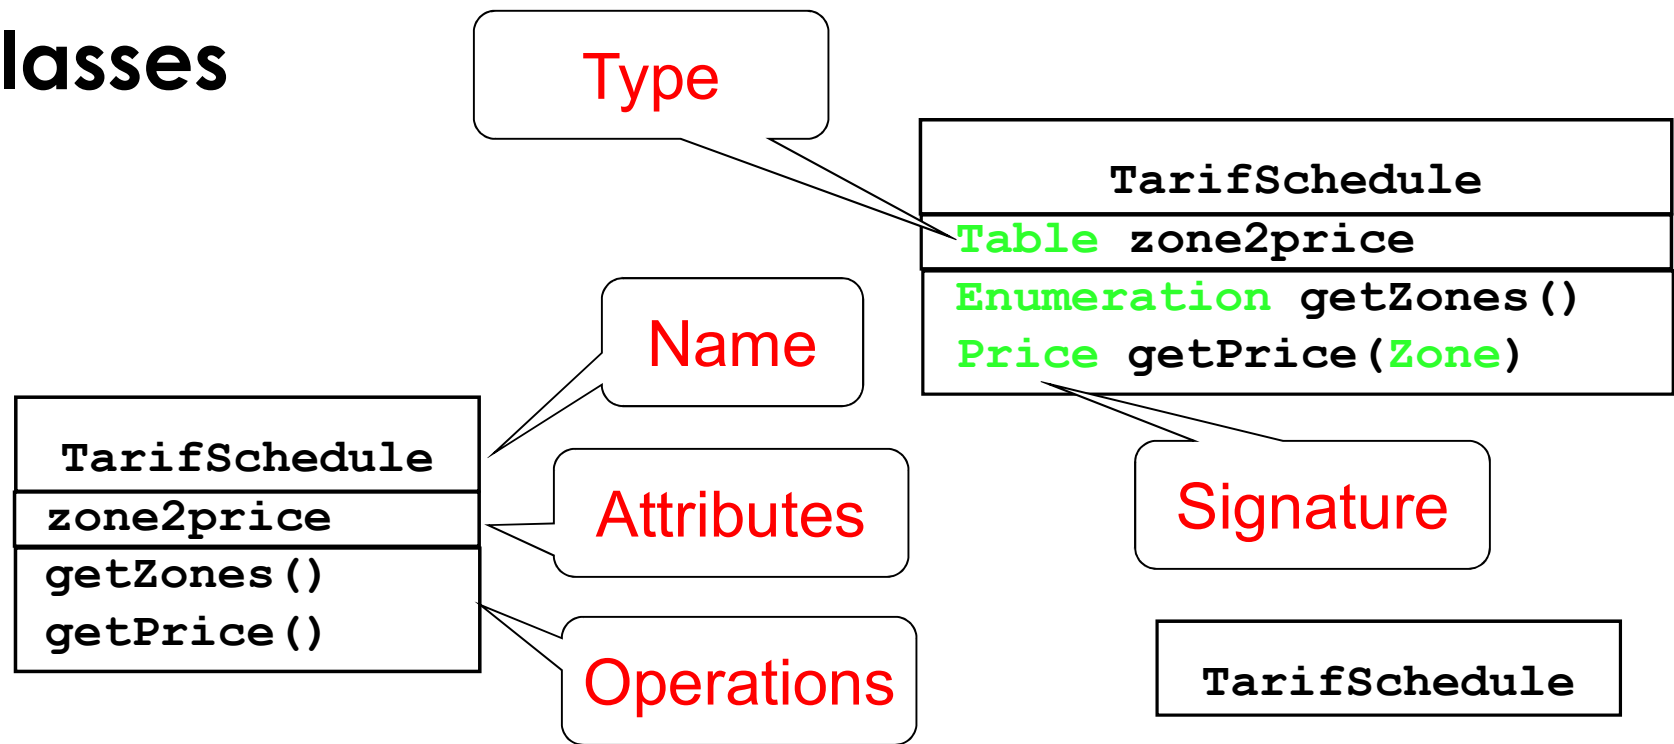 lasses
Type
TarifSchedule
Table zone2price
Enumeration getZones()
Price getPrice(Zone)
Name
TarifSchedule
zone2price
getZones()
getPrice()
Attributes
Signature
Operations
TarifSchedule